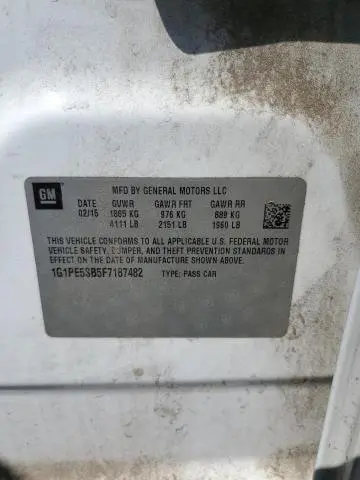 GM
MFD BY GENERAL MOTORS LLC
DATE GVWR GAWR FRT GAWR RR
02/15 1865 KG 976 KG 889 KG
4111 LB 2151 LB 1960 LB
THIS VEHICLE CONFORMS TO ALL APPLICABLE U.S. FEDERAL MOTOR
VEHICLE SAFETY, BUMPER, AND THEFT PREVENTION STANDARDS IN
EFFECT ON THE DATE OF MANUFACTURE SHOWN ABOVE.
1G1PE5SB5F7187482 TYPE: PASS CAR